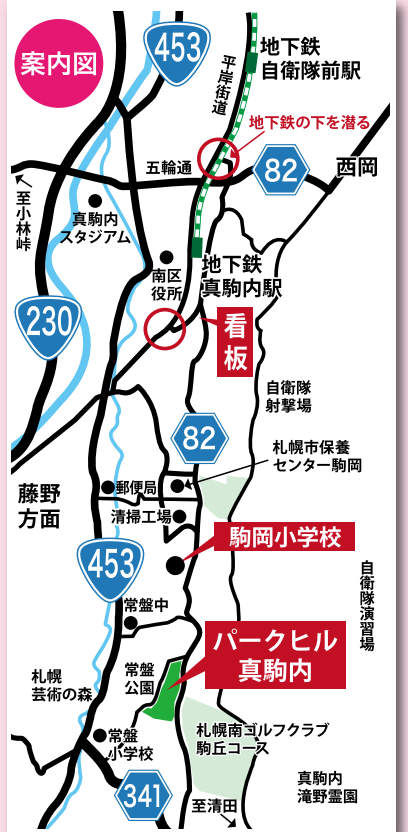 案内図
453
平岸街道
地下鉄
自衛隊前駅
地下鉄の下を潜る
五輪通
82
西岡
至小林峠
真駒内
スタジアム
南区
役所
地下鉄
真駒内駅
230
看板
自衛隊
射撃場
82
札幌市保養
センター駒岡
藤野
方面
郵便局
清掃工場
駒岡小学校
453
自衛隊演習場
常盤中
パークヒル
真駒内
常盤
公園
札幌
芸術の森
札幌南ゴルフクラブ
駒丘コース
常盤
小学校
341
真駒内
滝野霊園
至清田